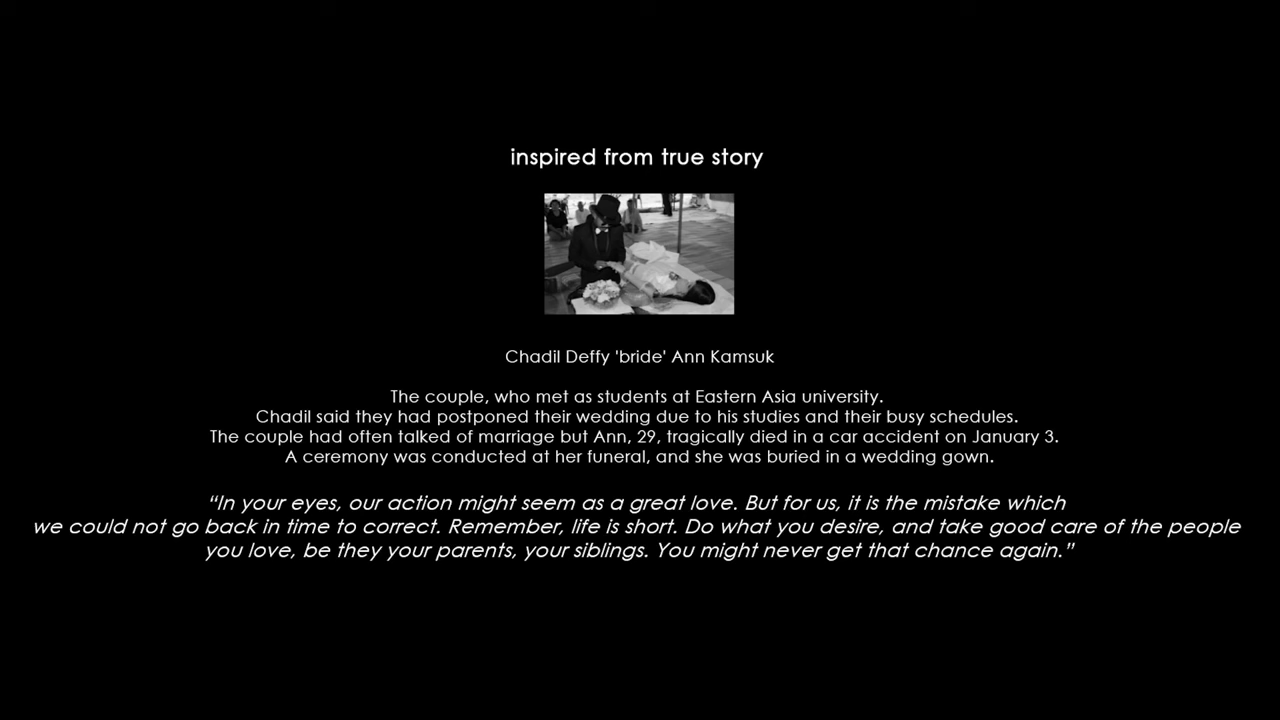 inspired from true story
Chadil Deffy 'bride' Ann Kamsuk
The couple, who met as students at Eastern Asia university.
Chadil said they had postponed their wedding due to his studies and their busy schedules.
The couple had often talked of marriage but Ann, 29, tragically died in a car accident on January 3.
A ceremony was conducted at her funeral, and she was buried in a wedding gown.
“In your eyes, our action might seem as a great love. But for us, it is the mistake which
we could not go back in time to correct. Remember, life is short. Do what you desire, and take good care of the people
you love, be they your parents, your siblings. You might never get that chance again.”